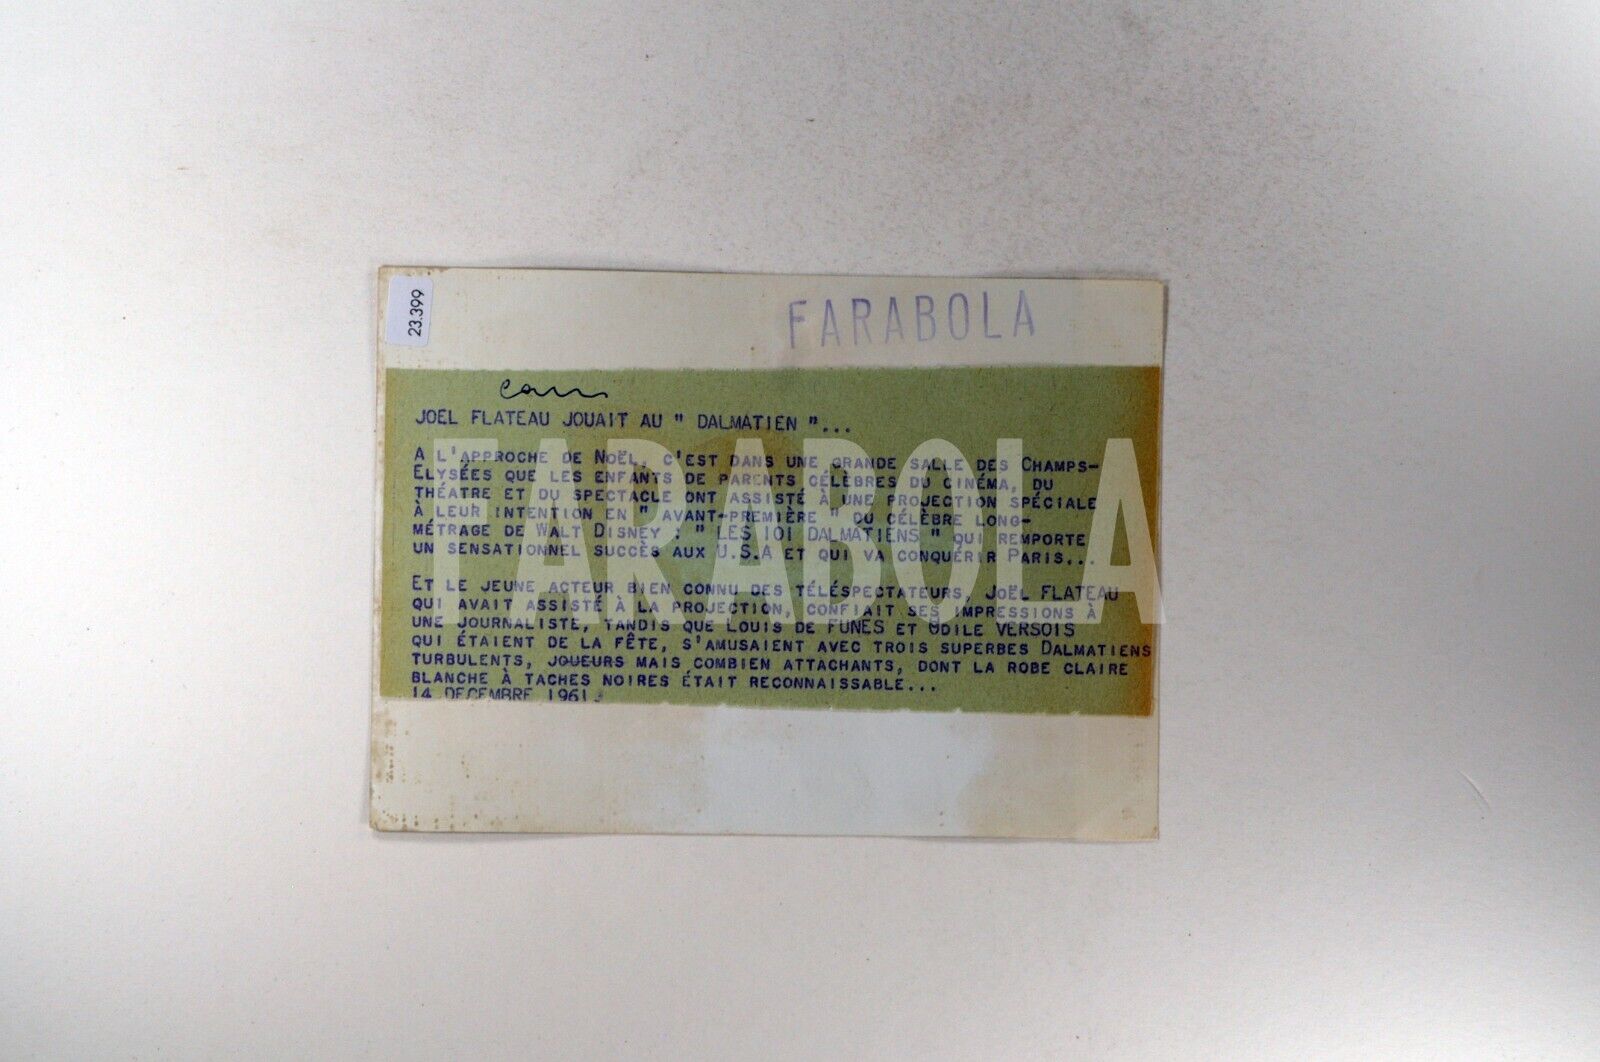 23.399
FARABOLA
cani
JOEL FLATEAU JOUAIT AU " DALMATIEN "...
A L'APPROCHE DE NOËL, C'EST DANS UNE GRANDE SALLE DES CHAMPS-
ELYSÉES QUE LES ENFANTS DE PARENTS CÉLÈBRES DU CINÉMA, DU
THÉATRE ET DU SPECTACLE ONT ASSISTÉ À UNE PROJECTION SPÉCIALE
À LEUR INTENTION EN " AVANT-PREMIÈRE " DU CÉLÈBRE LONG-
MÉTRAGE DE WALT DISNEY : " LES 101 DALMATIENS " QUI REMPORTE
UN SENSATIONNEL SUCCÈS AUX U.S.A ET QUI VA CONQUÉRIR PARIS...
ET LE JEUNE ACTEUR BIEN CONNU DES TÉLÉSPECTATEURS, JOËL FLATEAU
QUI AVAIT ASSISTÉ À LA PROJECTION, CONFIAIT SES IMPRESSIONS À
UNE JOURNALISTE, TANDIS QUE LOUIS DE FUNES ET ODILE VERSOIS
QUI ÉTAIENT DE LA FÊTE, S'AMUSAIENT AVEC TROIS SUPERBES DALMATIENS
TURBULENTS, JOUEURS MAIS COMBIEN ATTACHANTS, DONT LA ROBE CLAIRE
BLANCHE À TACHES NOIRES ÉTAIT RECONNAISSABLE...
14 DECEMBRE 1961.
FARABOLA